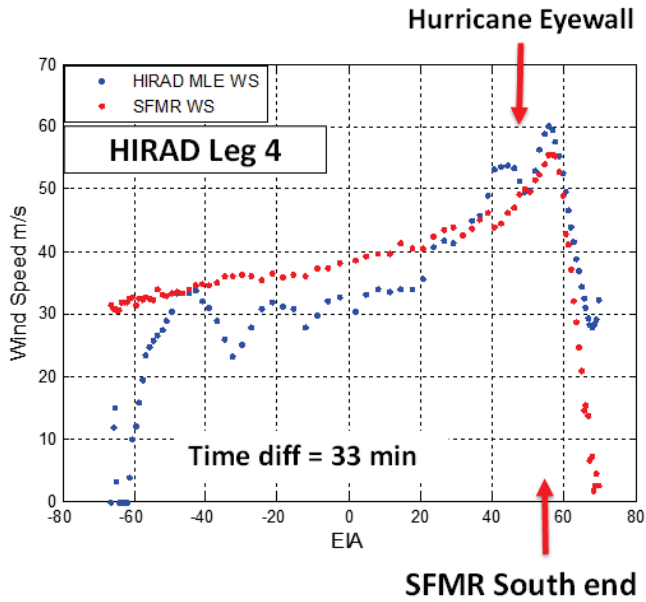 Hurricane Eyewall
70
60
50
40
30
20
10
0
Wind Speed m/s
HIRAD MLE WS
SFMR WS
HIRAD Leg 4
Time diff = 33 min
-80 -60 -40 -20 0 20 40 60 80
EIA
SFMR South end